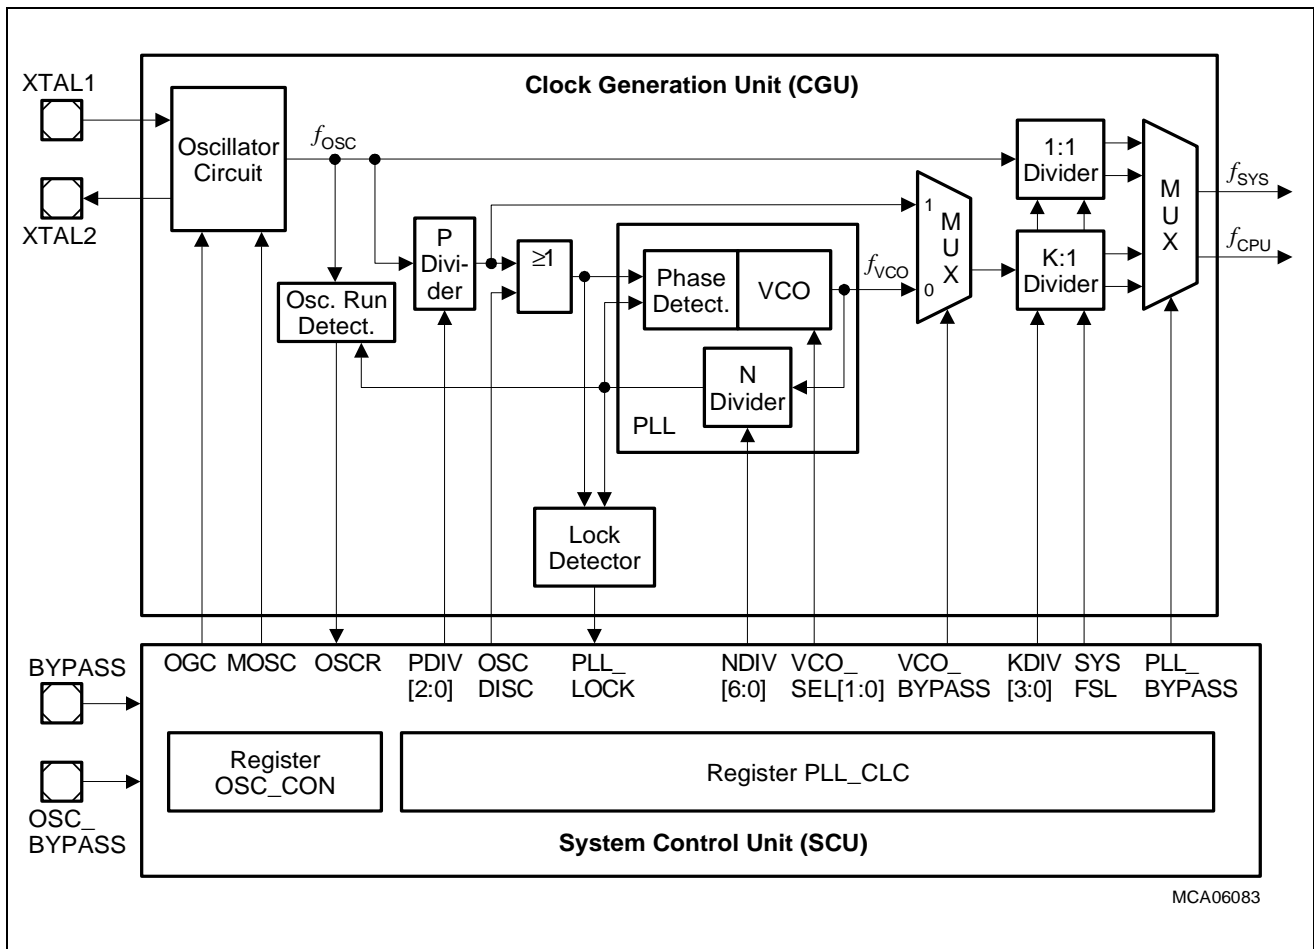 XTAL1
XTAL2
Clock Generation Unit (CGU)
Oscillator
Circuit
fOSC
1:1
Divider
M
U
X
fSYS
fCPU
P
Divi-
der
≥1
Osc. Run
Detect.
Phase
Detect.
VCO
fVCO
1
0
M
U
X
K:1
Divider
N
Divider
PLL
Lock
Detector
BYPASS
OSC_
BYPASS
OGC MOSC OSCR PDIV OSC PLL_ NDIV VCO_ VCO_ KDIV SYS PLL_
[2:0] DISC LOCK [6:0] SEL[1:0] BYPASS [3:0] FSL BYPASS
Register
OSC_CON
Register PLL_CLC
System Control Unit (SCU)
MCA06083